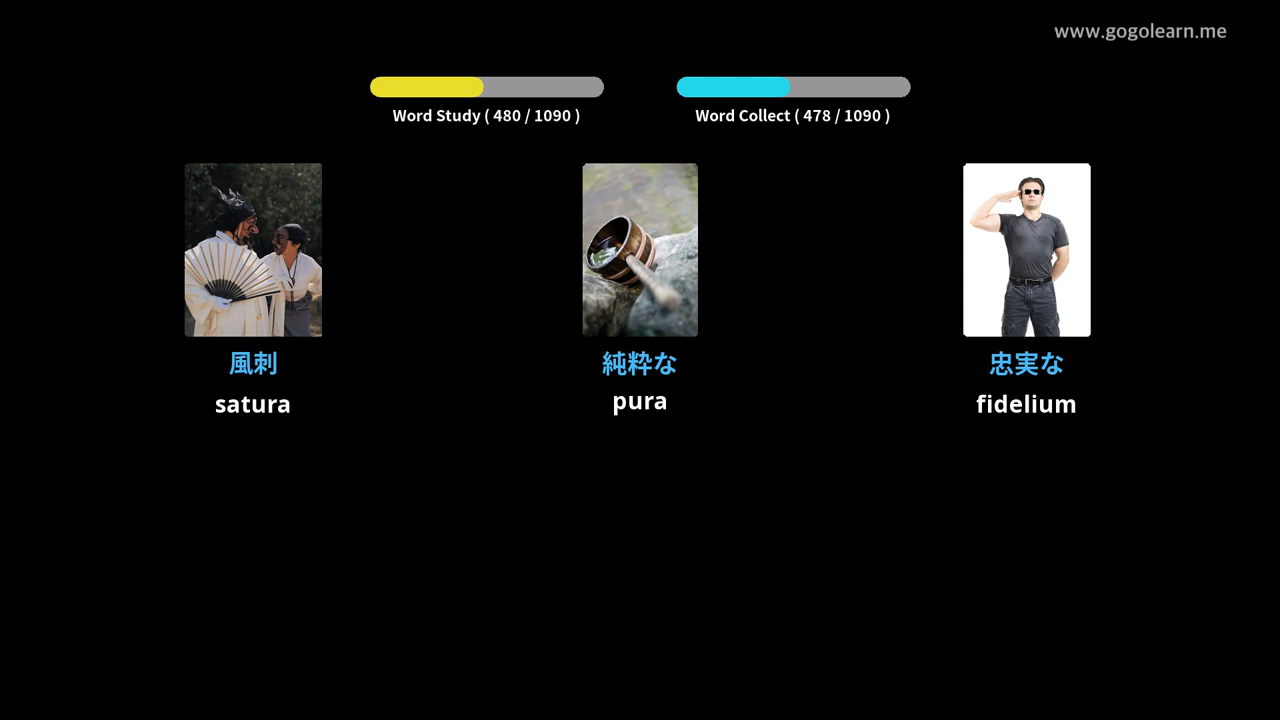 www.gogolearn.me
Word Study ( 480 / 1090 )
Word Collect ( 478 / 1090 )
風刺
satura
純粋な
pura
忠実な
fidelium